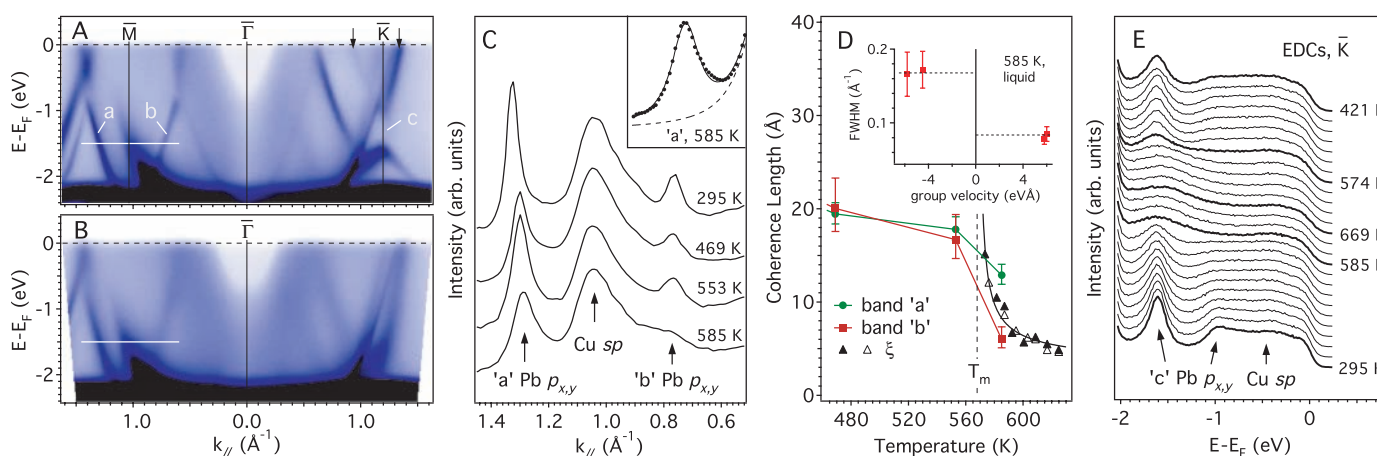 A
M̅
Γ̅
K̅
0
-1
-2
E-E_F (eV)
a
b
c
B
Γ̅
0
-1
-2
E-E_F (eV)
1.0
0.0
1.0
k_// (Å⁻¹)
C
Intensity (arb. units)
'a', 585 K
295 K
469 K
553 K
585 K
'a' Pb p_x,y
Cu sp
'b' Pb p_x,y
1.4
1.2
1.0
0.8
0.6
k_// (Å⁻¹)
D
Coherence Length (Å)
30
20
10
0
0.2
0.1
FWHM (Å⁻¹)
585 K,
liquid
-4
0
4
group velocity (eVÅ)
band 'a'
band 'b'
ξ
T_m
480
520
560
600
Temperature (K)
E
EDCs, K̅
Intensity (arb. units)
421 K
574 K
669 K
585 K
295 K
'c' Pb p_x,y
Cu sp
-2
-1
0
E-E_F (eV)